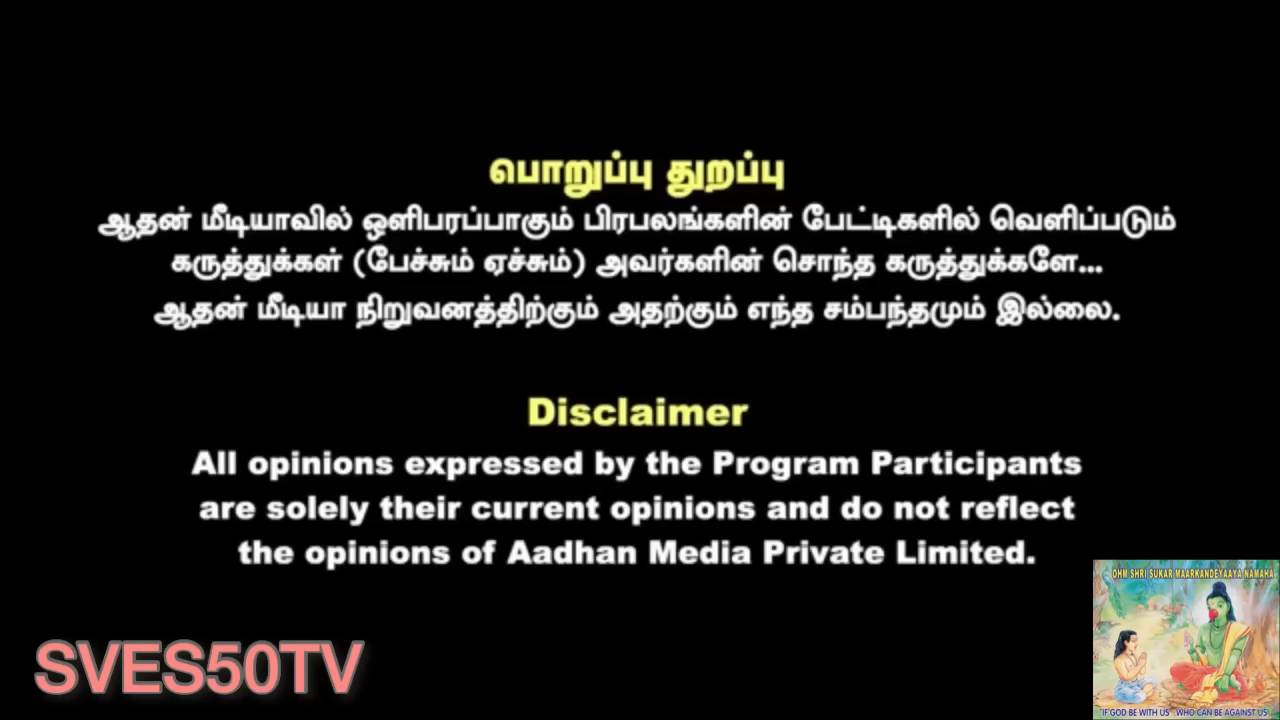 பொறுப்பு துறப்பு
ஆதன் மீடியாவில் ஒளிபரப்பாகும் பிரபலங்களின் பேட்டிகளில் வெளிப்படும்
கருத்துக்கள் (பேச்சும் ஏச்சும்) அவர்களின் சொந்த கருத்துக்களே...
ஆதன் மீடியா நிறுவனத்திற்கும் அதற்கும் எந்த சம்பந்தமும் இல்லை.
Disclaimer
All opinions expressed by the Program Participants
are solely their current opinions and do not reflect
the opinions of Aadhan Media Private Limited.
SVES50TV
OHM SHRI SUKAR MAARKANDEYAAYA NAMAHA
"IF GOD BE WITH US" "WHO CAN BE AGAINST US"